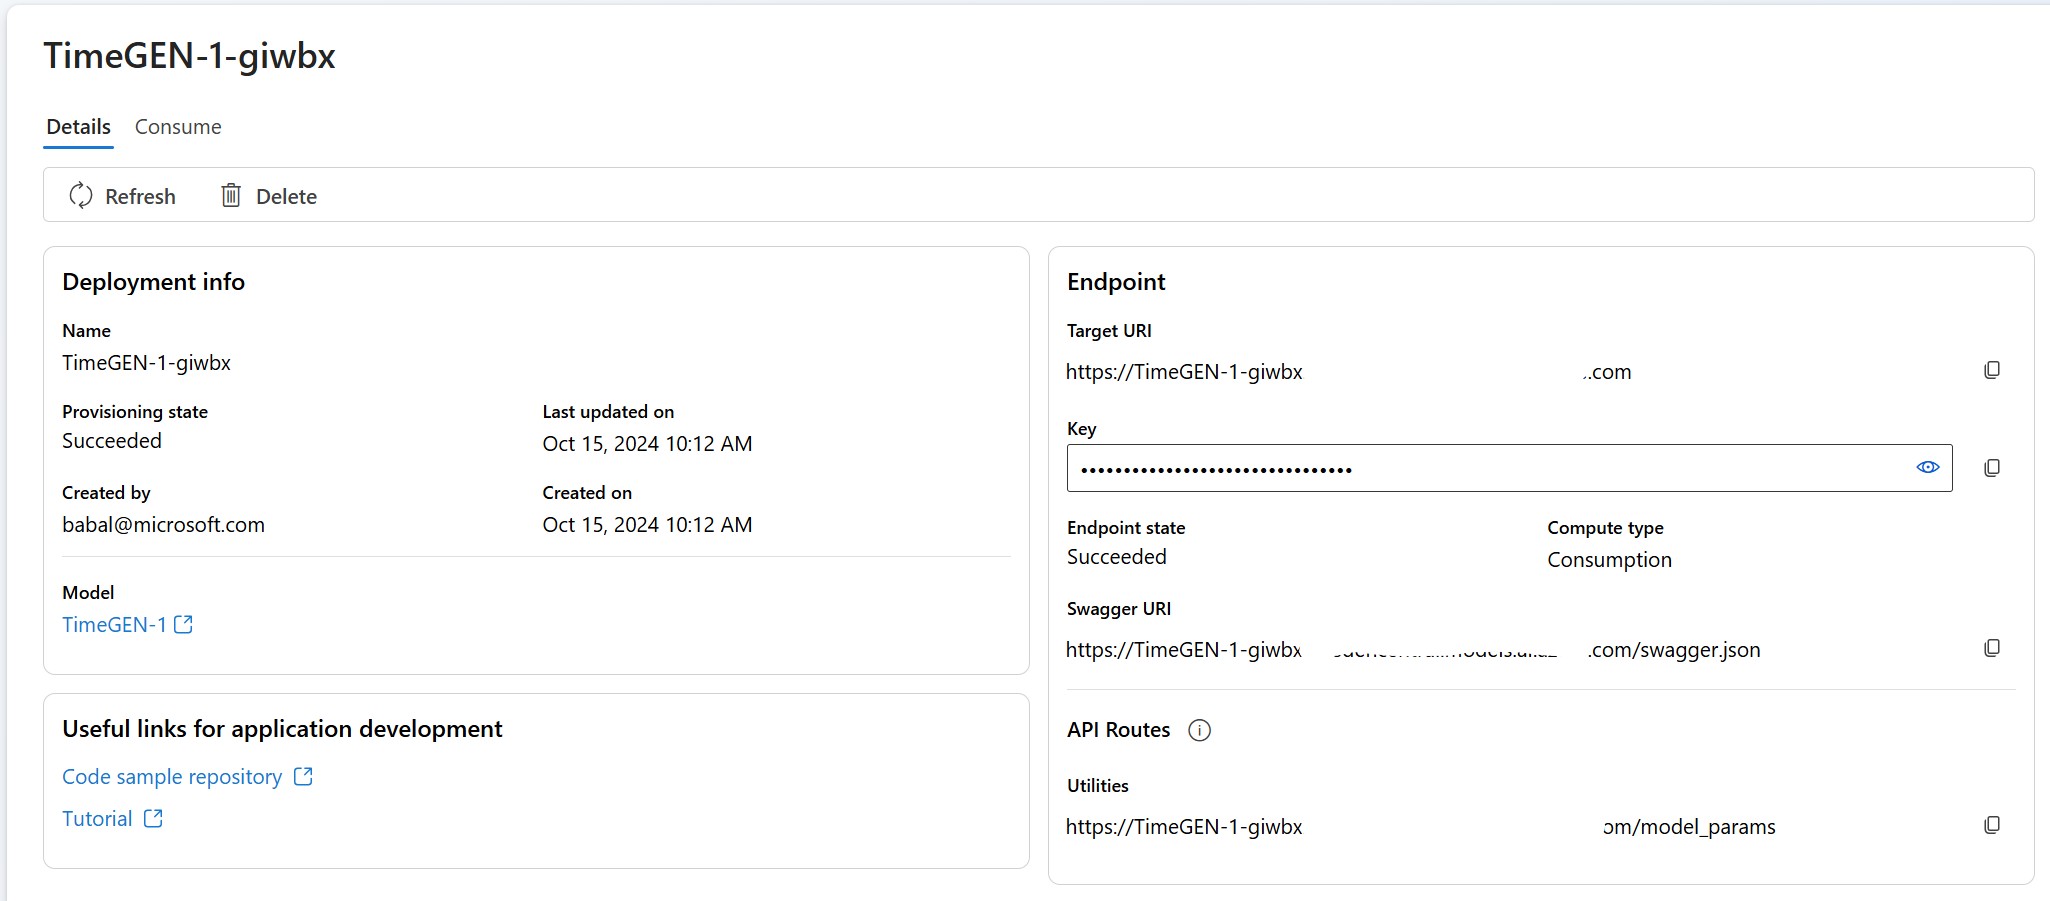 TimeGEN-1-giwbx
Details Consume
Refresh Delete
Deployment info
Name
TimeGEN-1-giwbx
Provisioning state Last updated on
Succeeded Oct 15, 2024 10:12 AM
Created by Created on
babal@microsoft.com Oct 15, 2024 10:12 AM
Model
TimeGEN-1
Useful links for application development
Code sample repository
Tutorial
Endpoint
Target URI
https://TimeGEN-1-giwbx .com
Key
••••••••••••••••••••••••••••••••
Endpoint state Compute type
Succeeded Consumption
Swagger URI
https://TimeGEN-1-giwbx .com/swagger.json
API Routes
Utilities
https://TimeGEN-1-giwbx om/model_params